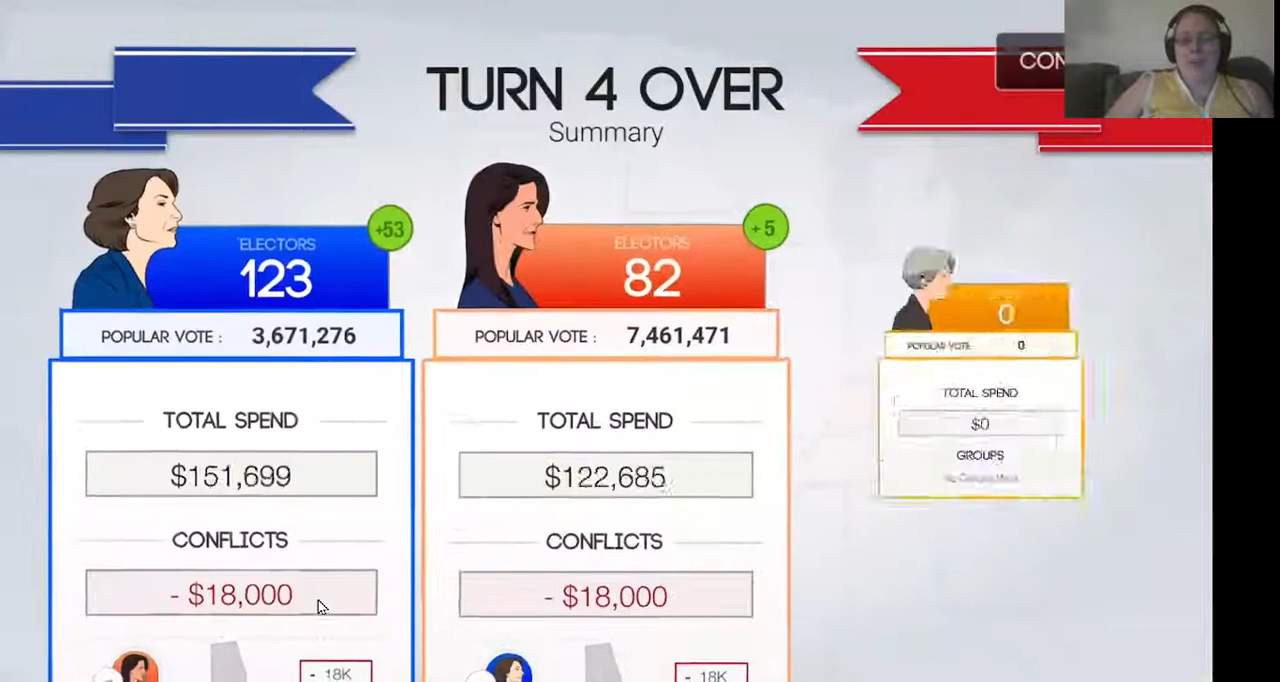 TURN 4 OVER
Summary
CON
+53
ELECTORS
123
POPULAR VOTE : 3,671,276
TOTAL SPEND
$151,699
CONFLICTS
- $18,000
- 18K
+5
ELECTORS
82
POPULAR VOTE : 7,461,471
TOTAL SPEND
$122,685
CONFLICTS
- $18,000
- 18K
0
POPULAR VOTE 0
TOTAL SPEND
$0
GROUPS